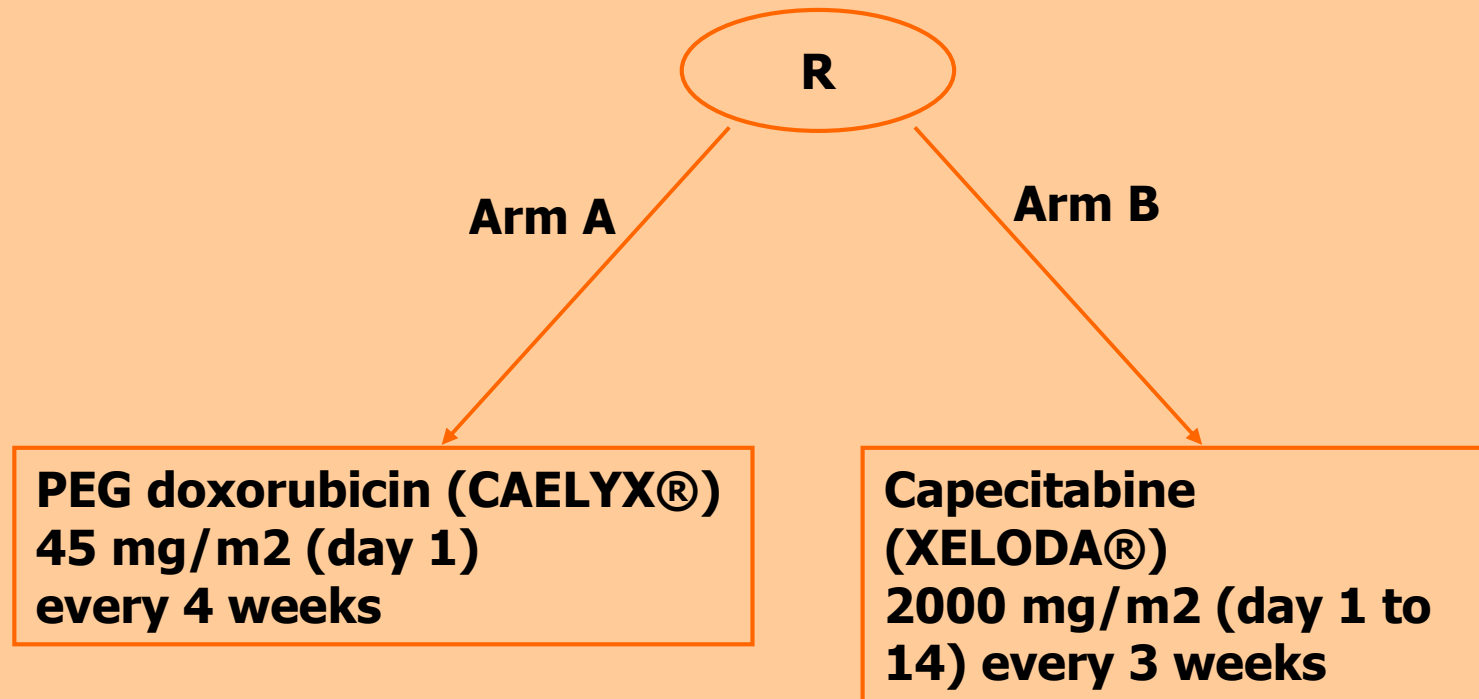 R
Arm A
Arm B
PEG doxorubicin (CAELYX®)
45 mg/m2 (day 1)
every 4 weeks
Capecitabine
(XELODA®)
2000 mg/m2 (day 1 to
14) every 3 weeks